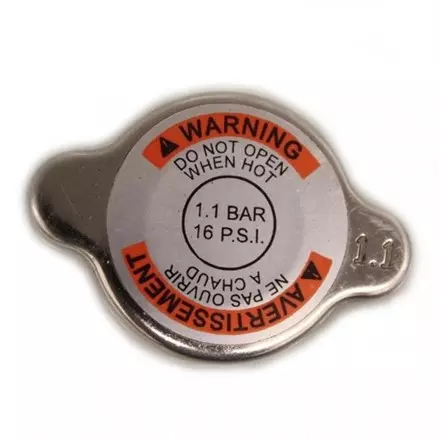 WARNING
DO NOT OPEN
WHEN HOT
1.1 BAR
16 P.S.I.
AVERTISSEMENT
NE PAS OUVRIR
A CHAUD
1.1